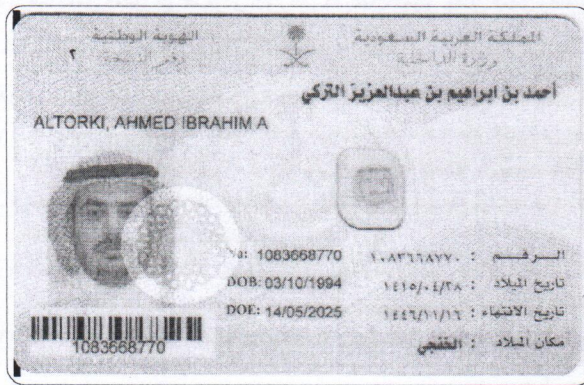 المملكة العربية السعودية
وزارة الداخلية
الهوية الوطنية
رقم النسخة ٢
أحمد بن ابراهيم بن عبدالعزيز التركي
ALTORKI, AHMED IBRAHIM A
الرقم : ١٠٨٣٦٦٨٧٧٠ No: 1083668770
تاريخ الميلاد : ١٤١٥/٠٤/٢٨ DOB: 03/10/1994
تاريخ الانتهاء : ١٤٤٦/١١/١٦ DOE: 14/05/2025
مكان الميلاد : الخفجي
1083668770